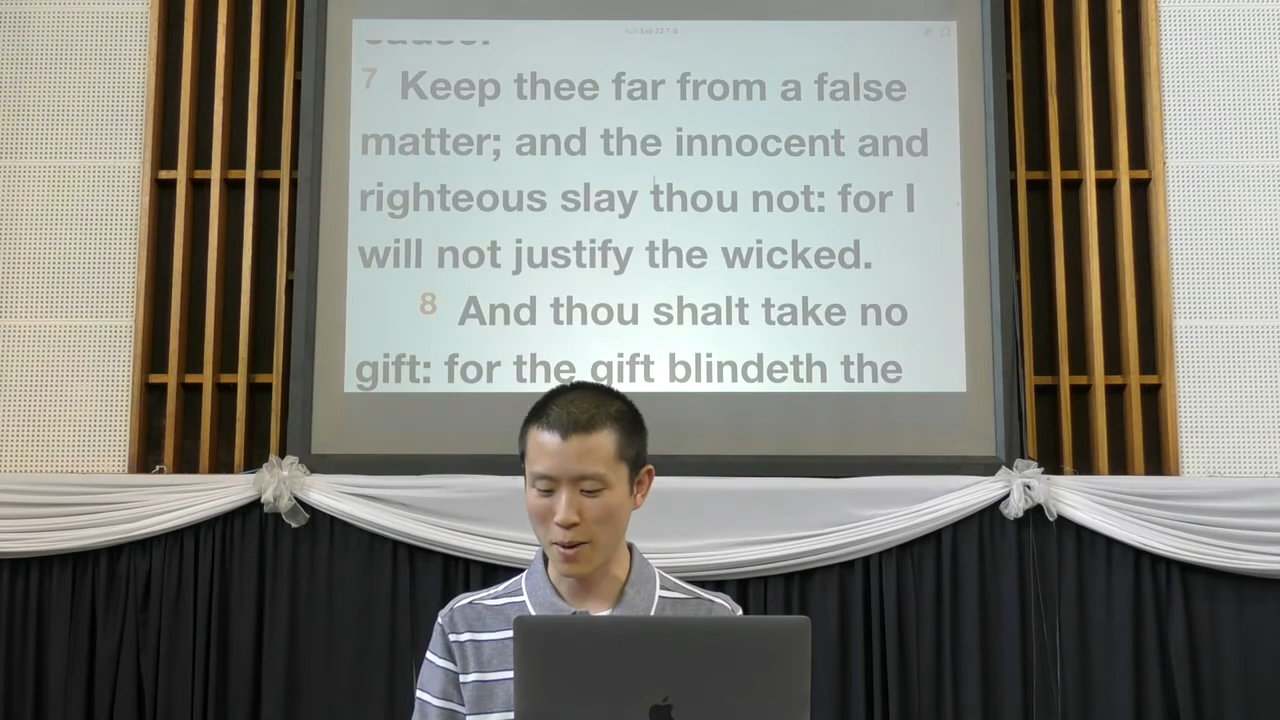 7 Keep thee far from a false
matter; and the innocent and
righteous slay thou not: for I
will not justify the wicked.
8 And thou shalt take no
gift: for the gift blindeth the